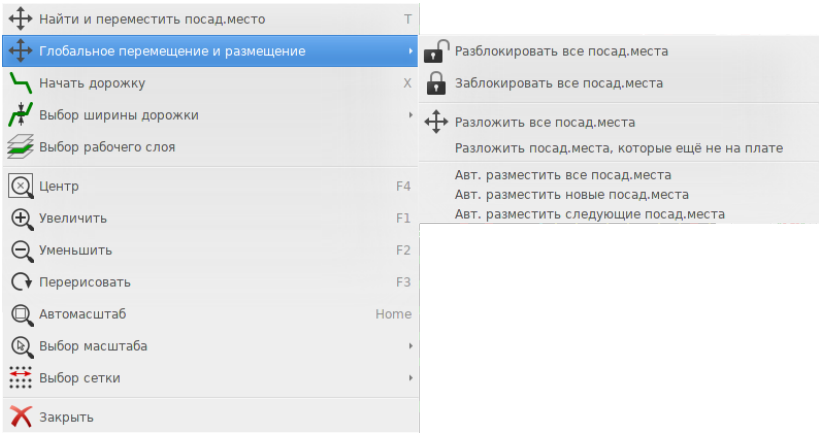 Найти и переместить посад.место T
Глобальное перемещение и размещение
Начать дорожку X
Выбор ширины дорожки
Выбор рабочего слоя
Центр F4
Увеличить F1
Уменьшить F2
Перерисовать F3
Автомасштаб Home
Выбор масштаба
Выбор сетки
Закрыть
Разблокировать все посад.места
Заблокировать все посад.места
Разложить все посад.места
Разложить посад.места, которые ещё не на плате
Авт. разместить все посад.места
Авт. разместить новые посад.места
Авт. разместить следующие посад.места